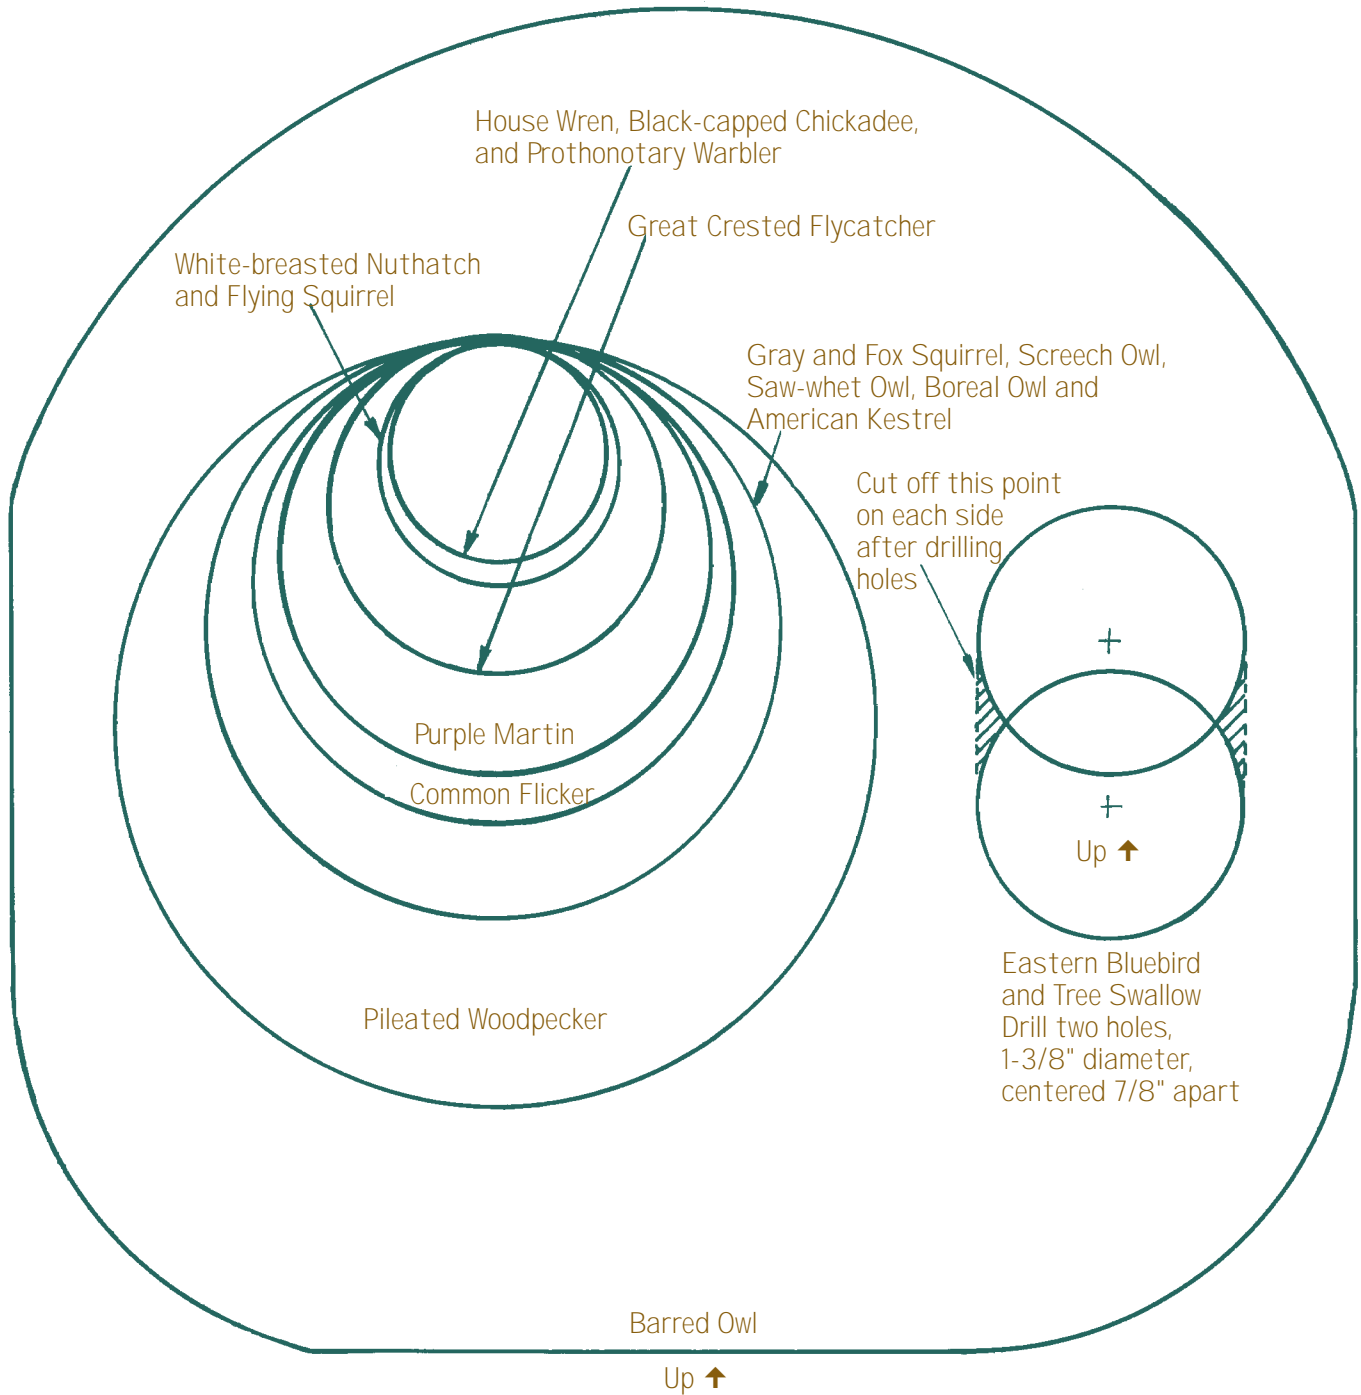 House Wren, Black-capped Chickadee,
and Prothonotary Warbler
Great Crested Flycatcher
White-breasted Nuthatch
and Flying Squirrel
Gray and Fox Squirrel, Screech Owl,
Saw-whet Owl, Boreal Owl and
American Kestrel
Cut off this point
on each side
after drilling
holes
Purple Martin
Common Flicker
Up ↑
Eastern Bluebird
and Tree Swallow
Drill two holes,
1-3/8" diameter,
centered 7/8" apart
Pileated Woodpecker
Barred Owl
Up ↑